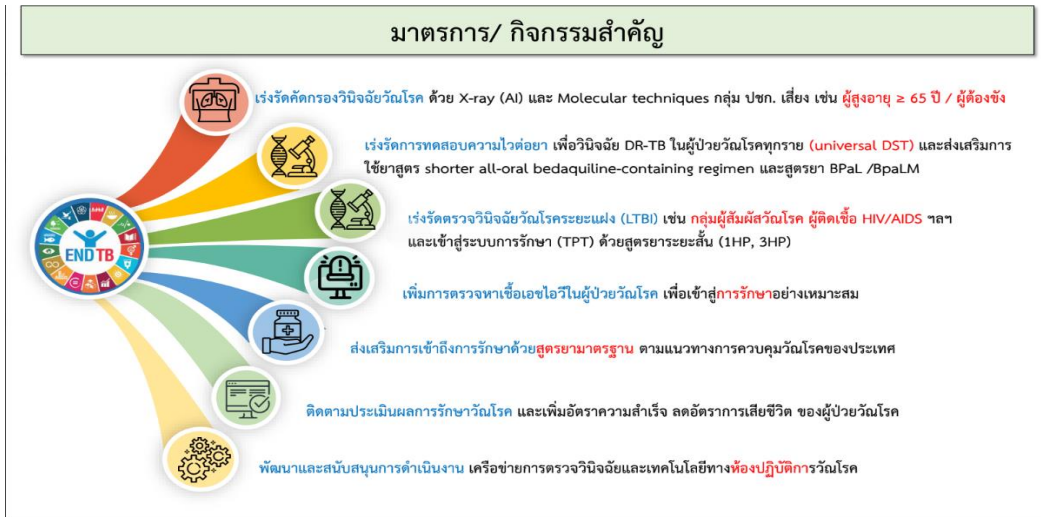 มาตรการ/ กิจกรรมสำคัญ
เร่งรัดคัดกรองวินิจฉัยวัณโรค ด้วย X-ray (AI) และ Molecular techniques กลุ่ม ปชก. เสี่ยง เช่น ผู้สูงอายุ ≥ 65 ปี / ผู้ต้องขัง
เร่งรัดการทดสอบความไวต่อยา เพื่อวินิจฉัย DR-TB ในผู้ป่วยวัณโรคทุกราย (universal DST) และส่งเสริมการ
ใช้ยาสูตร shorter all-oral bedaquiline-containing regimen และสูตรยา BPaL /BpaLM
เร่งรัดตรวจวินิจฉัยวัณโรคระยะแฝง (LTBI) เช่น กลุ่มผู้สัมผัสวัณโรค ผู้ติดเชื้อ HIV/AIDS ฯลฯ
และเข้าสู่ระบบการรักษา (TPT) ด้วยสูตรยาระยะสั้น (1HP, 3HP)
END TB
เพิ่มการตรวจหาเชื้อเอชไอวีในผู้ป่วยวัณโรค เพื่อเข้าสู่การรักษาอย่างเหมาะสม
ส่งเสริมการเข้าถึงการรักษาด้วยสูตรยามาตรฐาน ตามแนวทางการควบคุมวัณโรคของประเทศ
ติดตามประเมินผลการรักษาวัณโรค และเพิ่มอัตราความสำเร็จ ลดอัตราการเสียชีวิต ของผู้ป่วยวัณโรค
พัฒนาและสนับสนุนการดำเนินงาน เครือข่ายการตรวจวินิจฉัยและเทคโนโลยีทางห้องปฏิบัติการวัณโรค